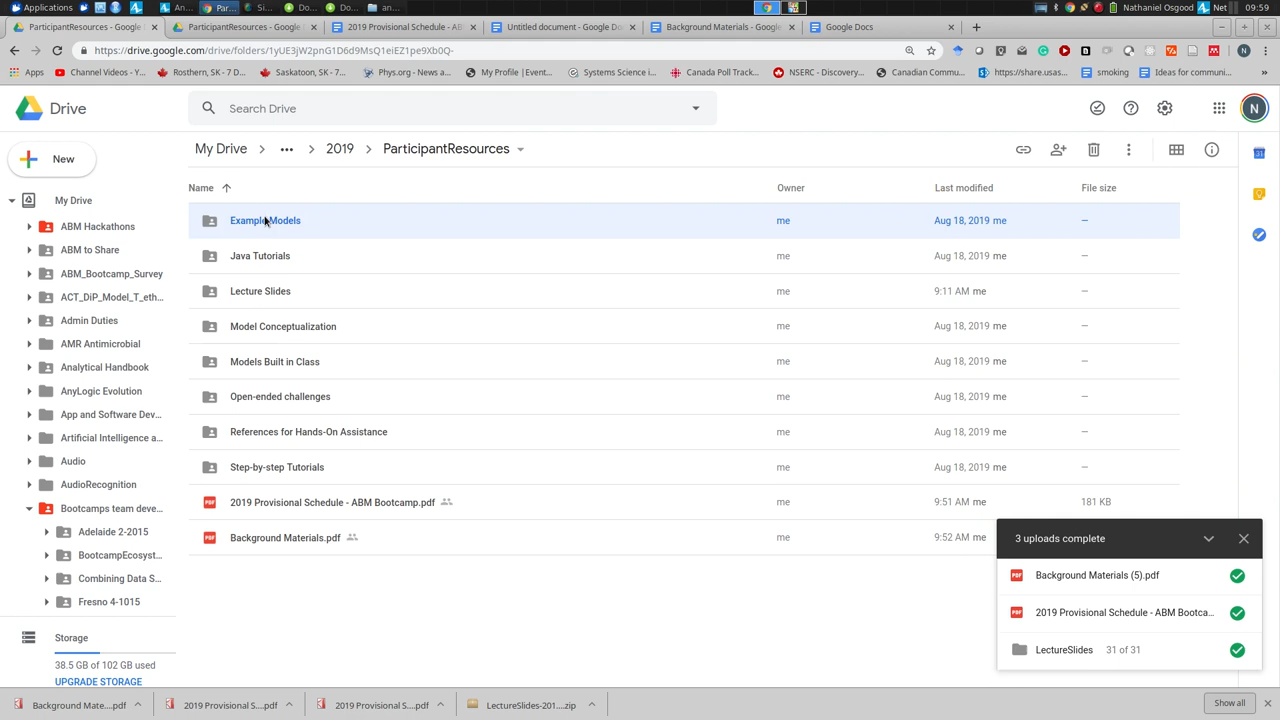 Applications
An...
Par...
Si...
Do...
Do...
an...
Nathaniel Osgood
Net
09:59
ParticipantResources - Google
ParticipantResources - Google
2019 Provisional Schedule - AB
Untitled document - Google Do
Background Materials - Google
Google Docs
https://drive.google.com/drive/folders/1yUE3jW2pnG1D6d9MsQ1eiEZ1pe9Xb0Q-
Apps
Channel Videos - Y...
Rosthern, SK - 7 D...
Saskatoon, SK - 7...
Phys.org - News a...
My Profile | Event...
Systems Science i...
Canada Poll Track...
NSERC - Discovery...
Canadian Commu...
https://share.usas...
smoking
Ideas for communi...
Drive
Search Drive
N
New
My Drive
...
2019
ParticipantResources
Name
Owner
Last modified
File size
My Drive
ABM Hackathons
ABM to Share
ABM_Bootcamp_Survey
ACT_DiP_Model_T_eth...
Admin Duties
AMR Antimicrobial
Analytical Handbook
AnyLogic Evolution
App and Software Dev...
Artificial Intelligence a...
Audio
AudioRecognition
Bootcamps team deve...
Adelaide 2-2015
BootcampEcosyst...
Combining Data S...
Fresno 4-1015
Storage
38.5 GB of 102 GB used
UPGRADE STORAGE
Example Models me Aug 18, 2019 me —
Java Tutorials me Aug 18, 2019 me —
Lecture Slides me 9:11 AM me —
Model Conceptualization me Aug 18, 2019 me —
Models Built in Class me Aug 18, 2019 me —
Open-ended challenges me Aug 18, 2019 me —
References for Hands-On Assistance me Aug 18, 2019 me —
Step-by-step Tutorials me Aug 18, 2019 me —
2019 Provisional Schedule - ABM Bootcamp.pdf me 9:51 AM me 181 KB
Background Materials.pdf me 9:52 AM me
3 uploads complete
Background Materials (5).pdf
2019 Provisional Schedule - ABM Bootca...
LectureSlides 31 of 31
Background Mate....pdf
2019 Provisional S....pdf
2019 Provisional S....pdf
LectureSlides-201....zip
Show all